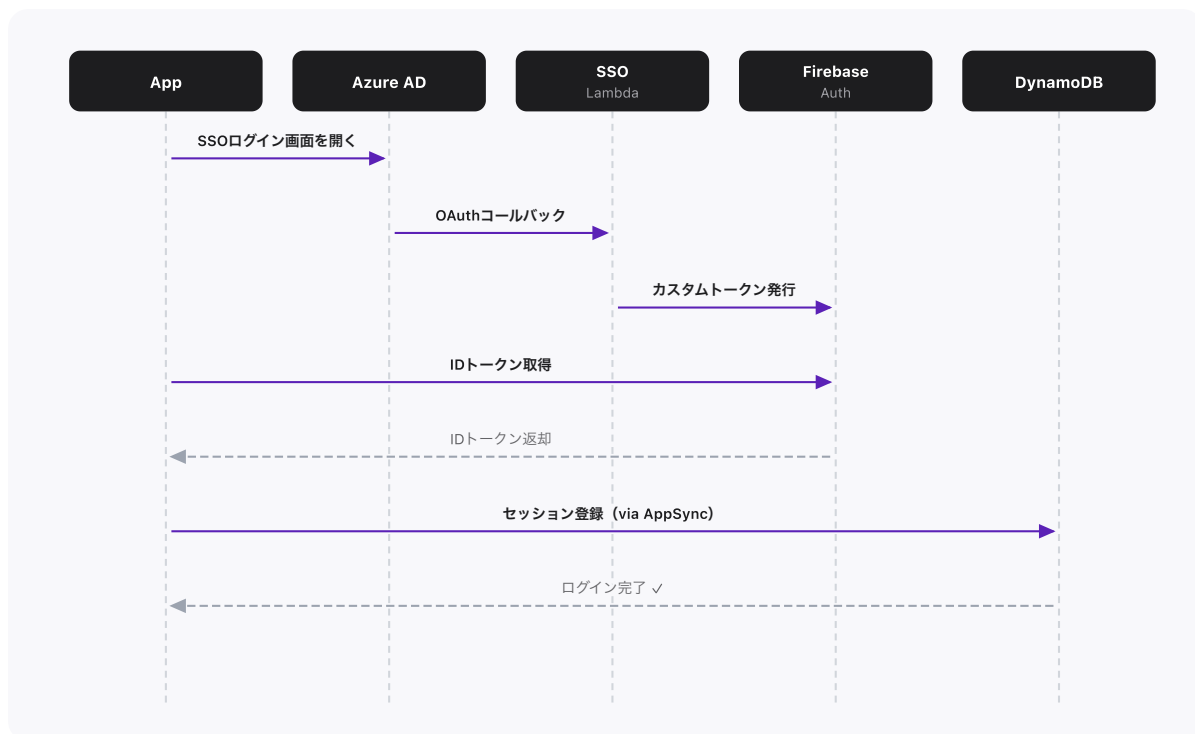 App
Azure AD
SSO
Lambda
Firebase
Auth
DynamoDB
SSOログイン画面を開く
OAuthコールバック
カスタムトークン発行
IDトークン取得
IDトークン返却
セッション登録（via AppSync）
ログイン完了 ✓